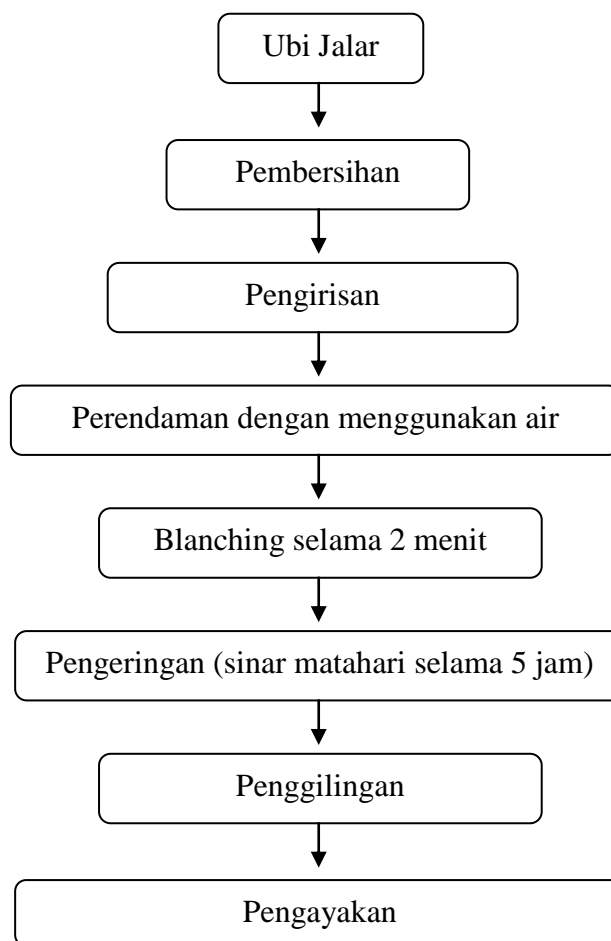 Ubi Jalar
Pembersihan
Pengirisan
Perendaman dengan menggunakan air
Blanching selama 2 menit
Pengeringan (sinar matahari selama 5 jam)
Penggilingan
Pengayakan